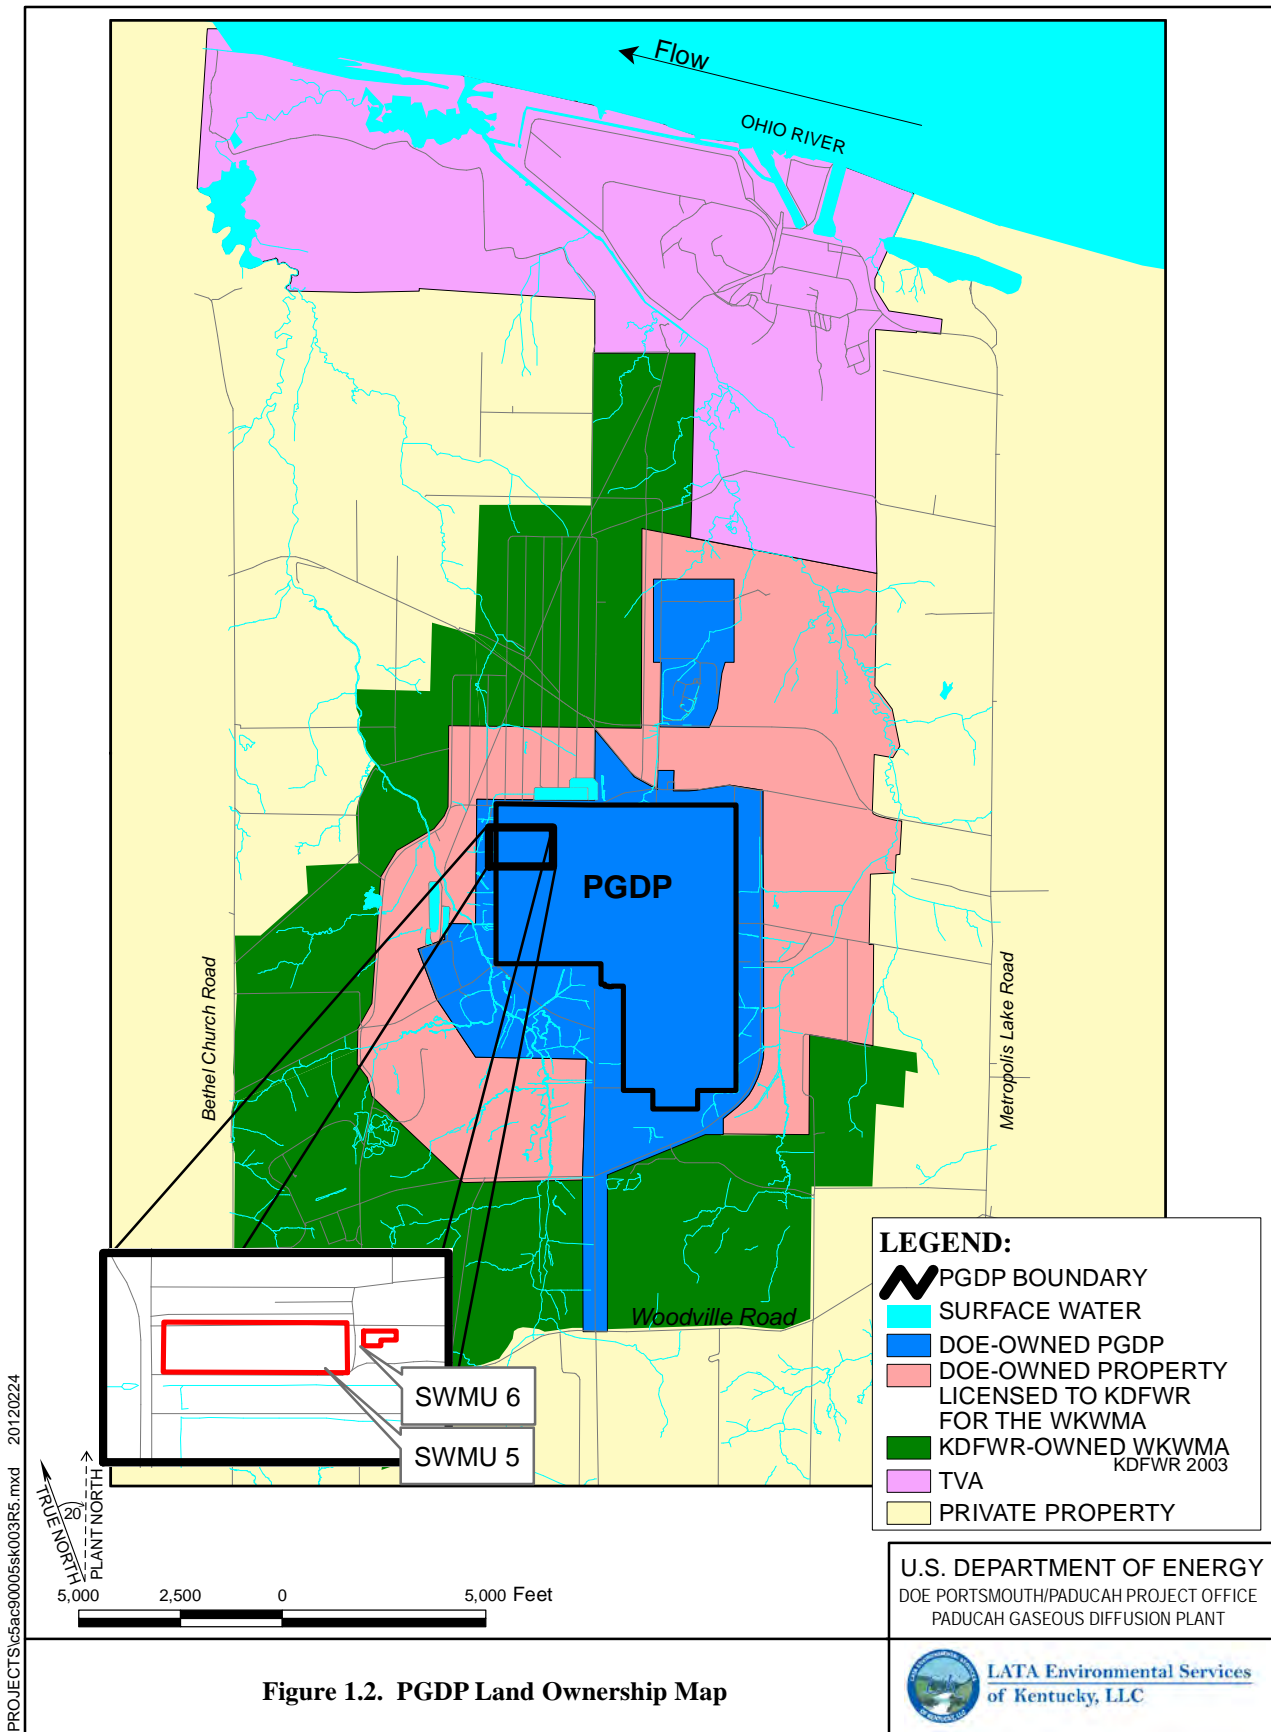 Flow
OHIO RIVER
PGDP
Bethel Church Road
Metropolis Lake Road
Woodville Road
SWMU 6
SWMU 5
LEGEND:
PGDP BOUNDARY
SURFACE WATER
DOE-OWNED PGDP
DOE-OWNED PROPERTY
LICENSED TO KDFWR
FOR THE WKWMA
KDFWR-OWNED WKWMA
KDFWR 2003
TVA
PRIVATE PROPERTY
PROJECTS\c5ac90005sk003R5.mxd 20120224
TRUE NORTH
20
PLANT NORTH
5,000 2,500 0 5,000 Feet
U.S. DEPARTMENT OF ENERGY
DOE PORTSMOUTH/PADUCAH PROJECT OFFICE
PADUCAH GASEOUS DIFFUSION PLANT
Figure 1.2. PGDP Land Ownership Map
LATA Environmental Services
of Kentucky, LLC